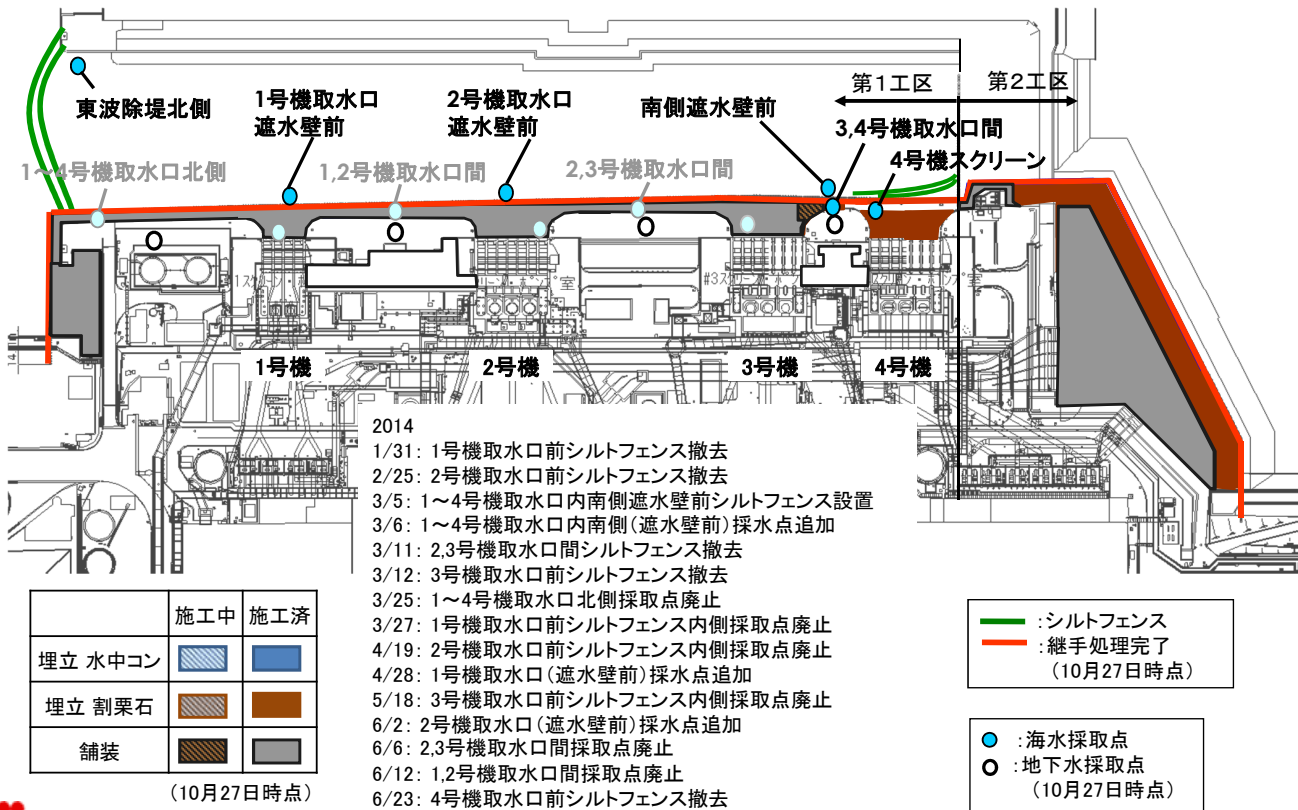 第1工区
第2工区
東波除堤北側
1号機取水口
遮水壁前
2号機取水口
遮水壁前
南側遮水壁前
3,4号機取水口間
4号機スクリーン
1～4号機取水口北側
1,2号機取水口間
2,3号機取水口間
1号機
2号機
3号機
4号機
2014
1/31: 1号機取水口前シルトフェンス撤去
2/25: 2号機取水口前シルトフェンス撤去
3/5: 1～4号機取水口内南側遮水壁前シルトフェンス設置
3/6: 1～4号機取水口内南側(遮水壁前)採水点追加
3/11: 2,3号機取水口間シルトフェンス撤去
3/12: 3号機取水口前シルトフェンス撤去
3/25: 1～4号機取水口北側採取点廃止
3/27: 1号機取水口前シルトフェンス内側採取点廃止
4/19: 2号機取水口前シルトフェンス内側採取点廃止
4/28: 1号機取水口(遮水壁前)採水点追加
5/18: 3号機取水口前シルトフェンス内側採取点廃止
6/2: 2号機取水口(遮水壁前)採水点追加
6/6: 2,3号機取水口間採取点廃止
6/12: 1,2号機取水口間採取点廃止
6/23: 4号機取水口前シルトフェンス撤去
施工中 施工済
埋立 水中コン
埋立 割栗石
舗装
(10月27日時点)
:シルトフェンス
:継手処理完了
(10月27日時点)
:海水採取点
:地下水採取点
(10月27日時点)